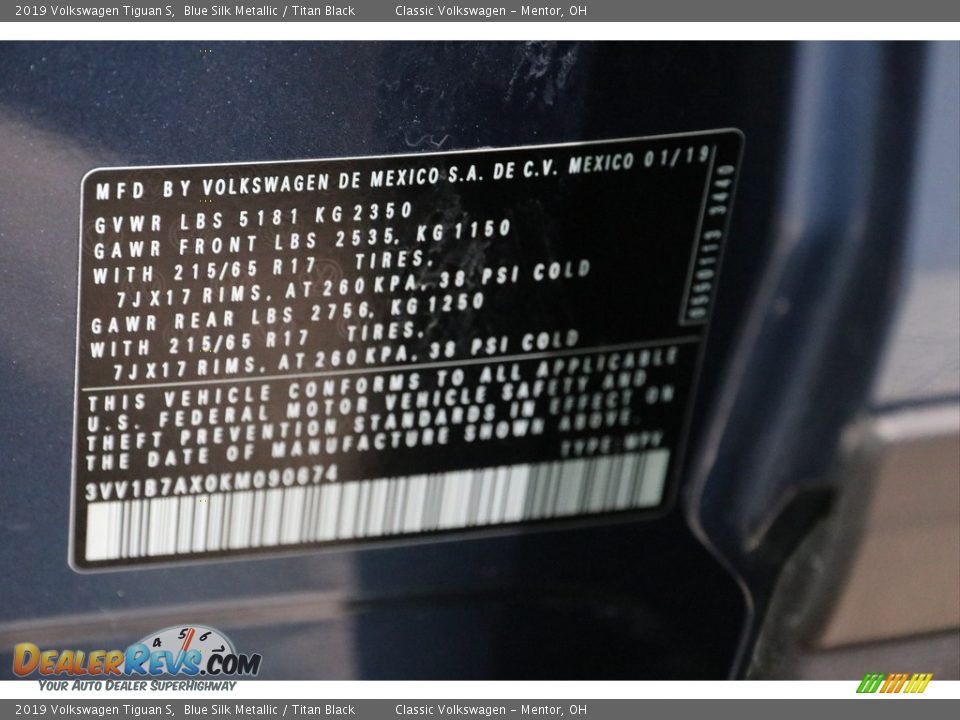 2019 Volkswagen Tiguan S,  Blue Silk Metallic / Titan Black          Classic Volkswagen – Mentor, OH
MFD BY VOLKSWAGEN DE MEXICO S.A. DE C.V. MEXICO 01/19
GVWR LBS 5181 KG 2350
GAWR FRONT LBS 2535, KG 1150
WITH 215/65 R17 TIRES,
7JX17 RIMS, AT 260 KPA, 38 PSI COLD
GAWR REAR LBS 2756, KG 1250
WITH 215/65 R17 TIRES,
7JX17 RIMS, AT 260 KPA, 38 PSI COLD
THIS VEHICLE CONFORMS TO ALL APPLICABLE
U.S. FEDERAL MOTOR VEHICLE SAFETY AND
THEFT PREVENTION STANDARDS IN EFFECT ON
THE DATE OF MANUFACTURE SHOWN ABOVE.
TYPE: MPV
3VV1B7AX0KM090674
4 5 6
DealerRevs.com
Your Auto Dealer SuperHighway
2019 Volkswagen Tiguan S,  Blue Silk Metallic / Titan Black          Classic Volkswagen – Mentor, OH